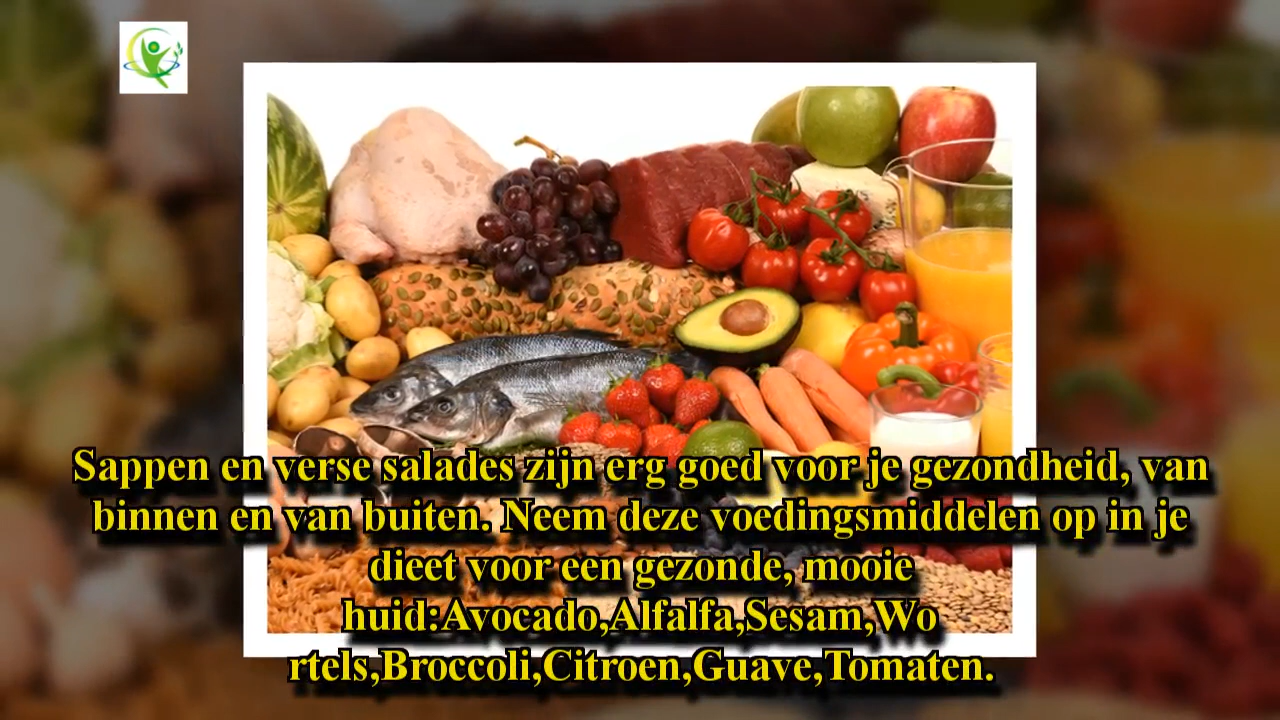 Sappen en verse salades zijn erg goed voor je gezondheid, van
binnen en van buiten. Neem deze voedingsmiddelen op in je
dieet voor een gezonde, mooie
huid:Avocado,Alfalfa,Sesam,Wo
rtels,Broccoli,Citroen,Guave,Tomaten.